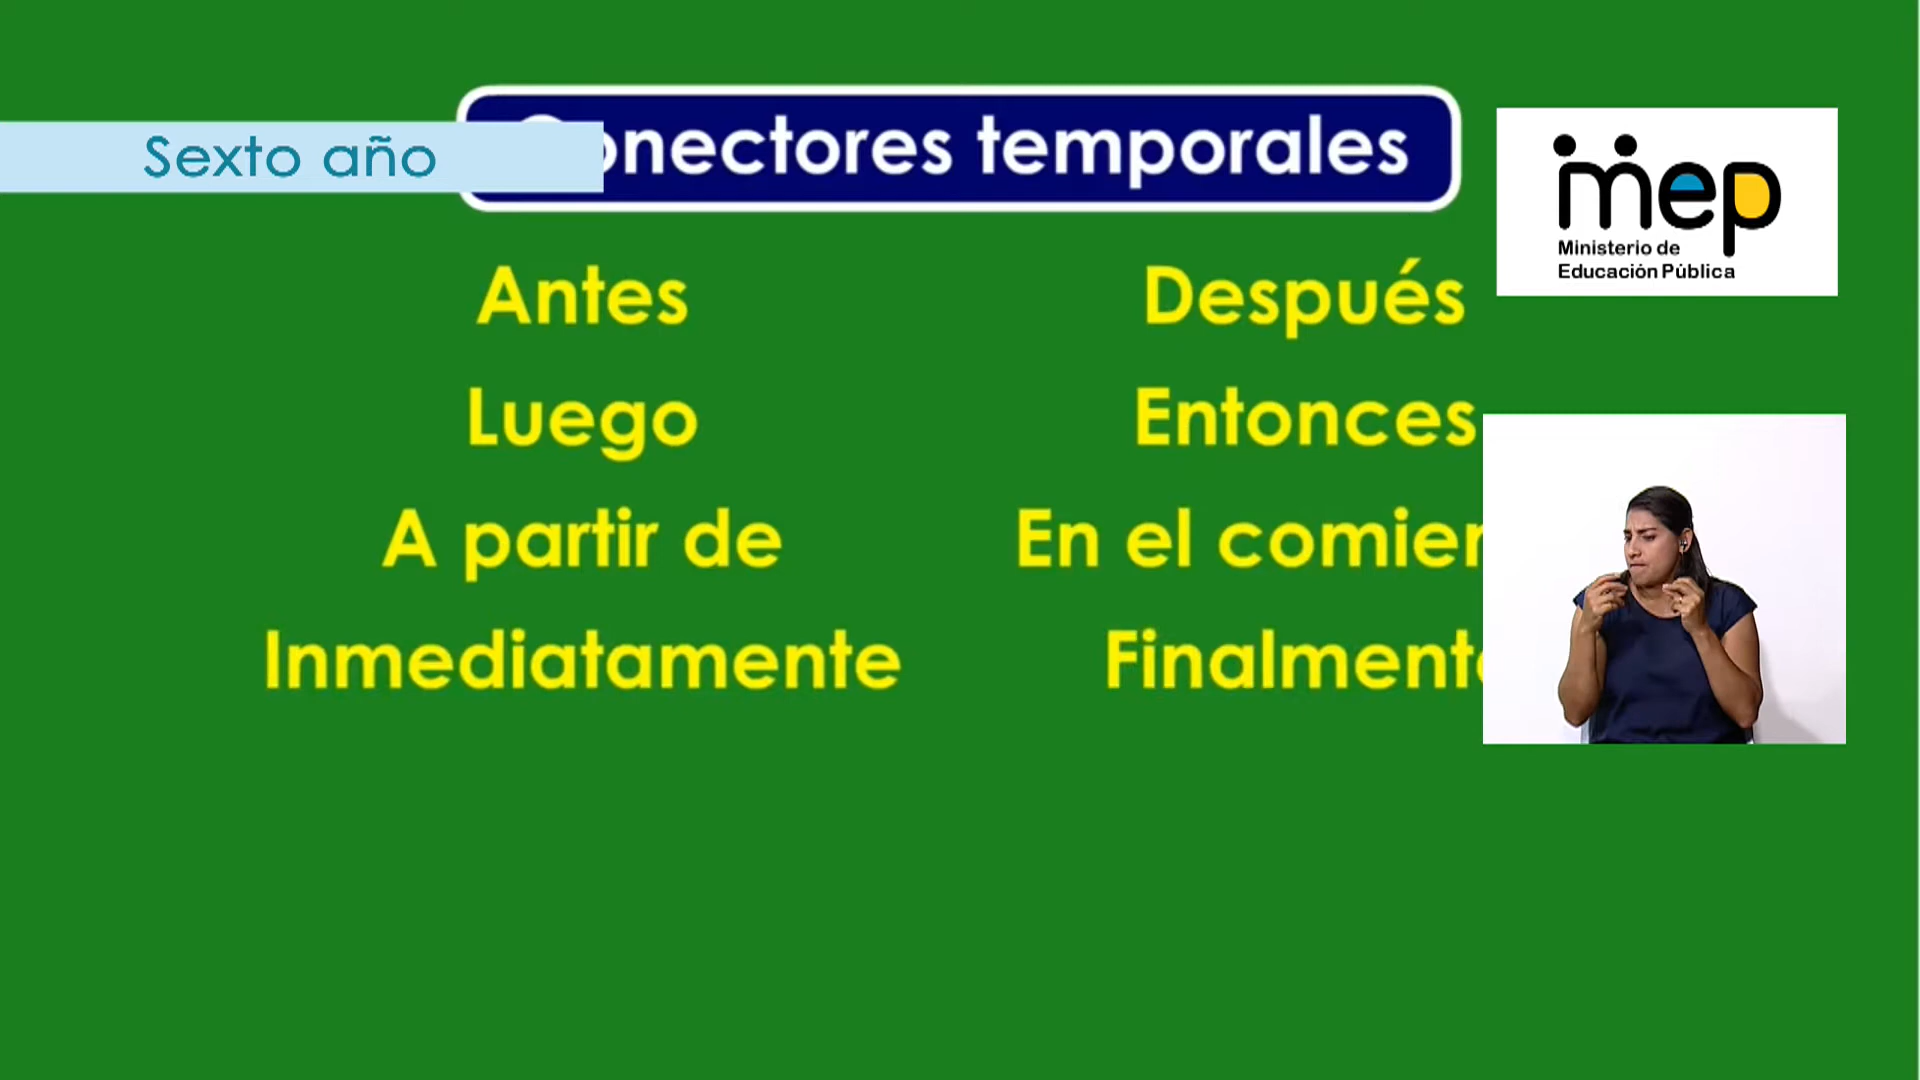 Sexto año
onectores temporales
mep
Ministerio de
Educación Pública
Antes
Después
Luego
Entonces
A partir de
En el comien
Inmediatamente
Finalment